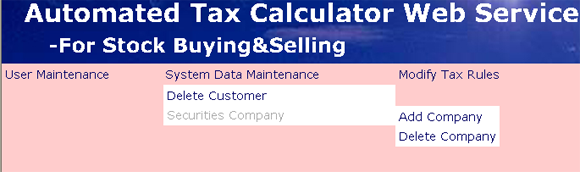 Automated Tax Calculator Web Service
-For Stock Buying&Selling
User Maintenance System Data Maintenance Modify Tax Rules
Delete Customer
Securities Company Add Company
Delete Company